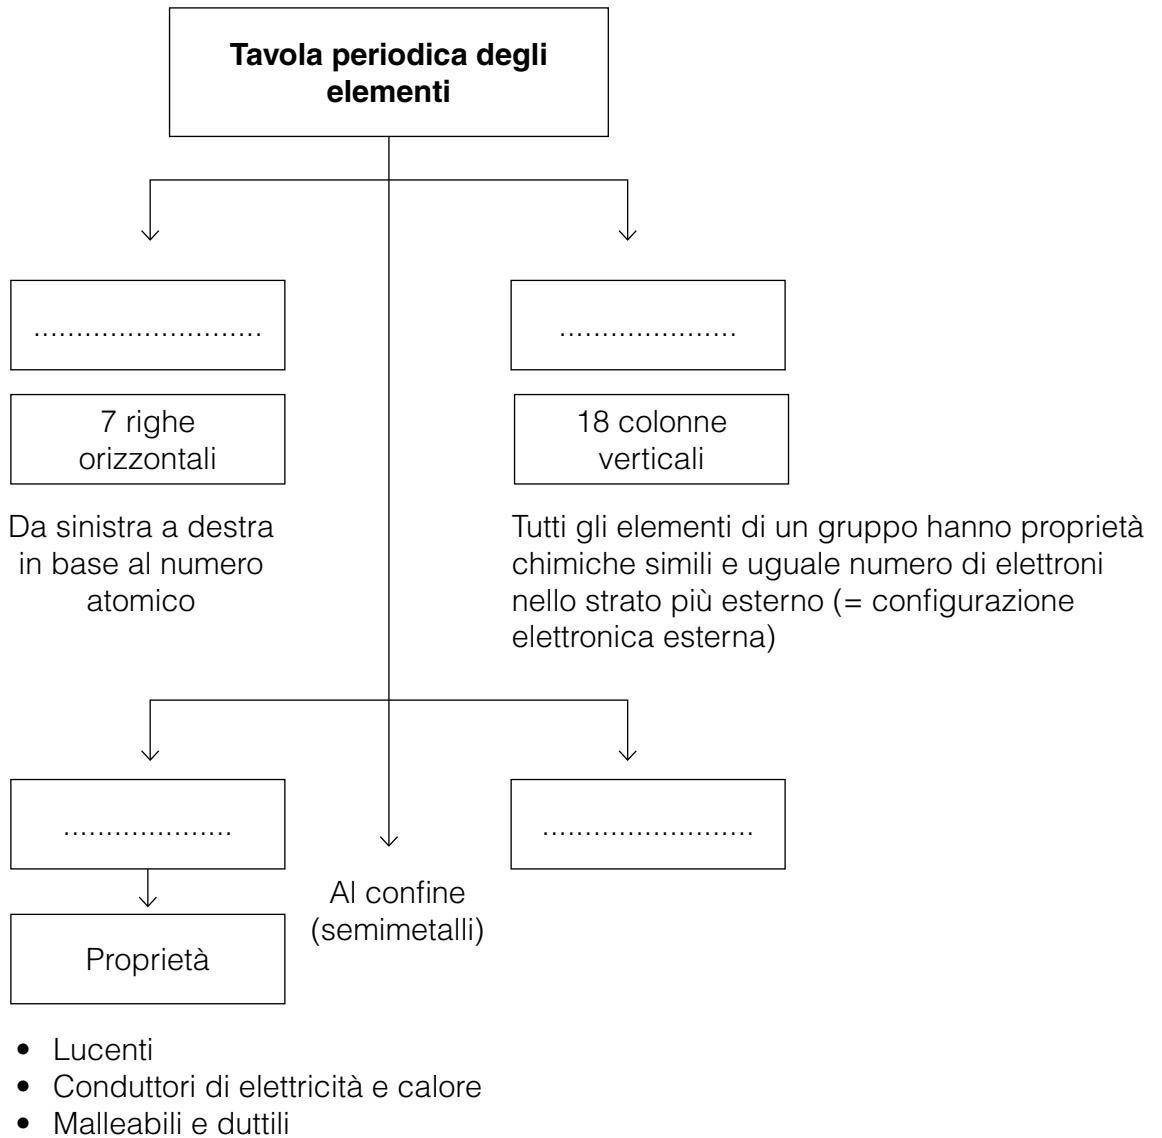 Tavola periodica degli
elementi
...........................
.....................
7 righe
orizzontali
18 colonne
verticali
Da sinistra a destra
in base al numero
atomico
Tutti gli elementi di un gruppo hanno proprietà
chimiche simili e uguale numero di elettroni
nello strato più esterno (= configurazione
elettronica esterna)
....................
.........................
Al confine
(semimetalli)
Proprietà
• Lucenti
• Conduttori di elettricità e calore
• Malleabili e duttili